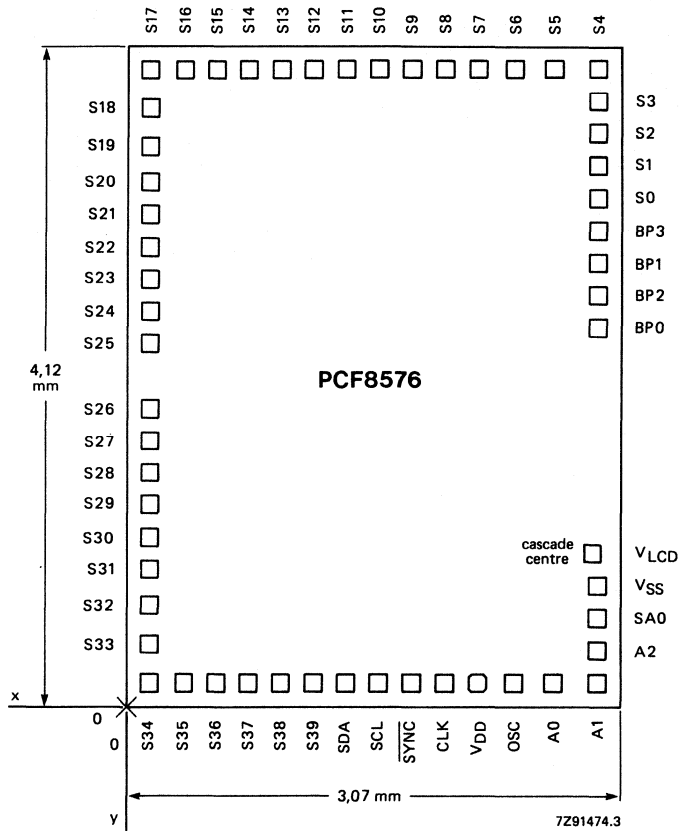 S17 S16 S15 S14 S13 S12 S11 S10 S9 S8 S7 S6 S5 S4
S18
S19
S20
S21
S22
S23
S24
S25
S26
S27
S28
S29
S30
S31
S32
S33
S3
S2
S1
S0
BP3
BP1
BP2
BP0
4,12
mm
PCF8576
cascade
centre
VLCD
VSS
SA0
A2
x
0
0
y
S34 S35 S36 S37 S38 S39 SDA SCL SYNC CLK VDD OSC A0 A1
3,07 mm
7Z91474.3